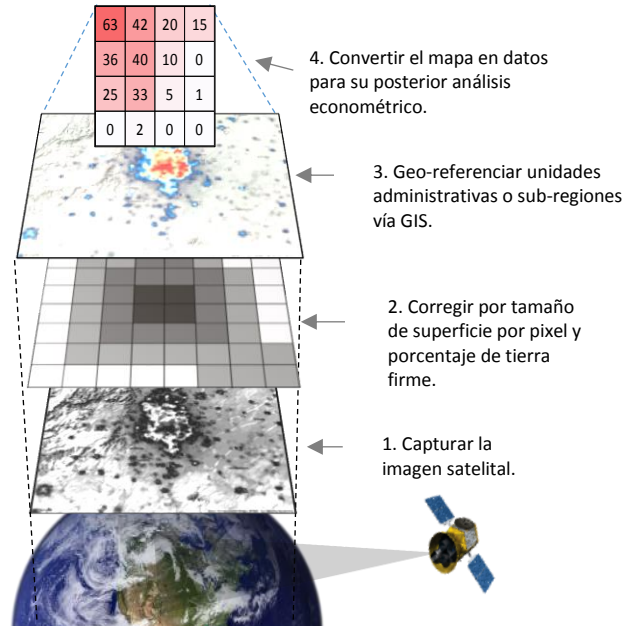 63 42 20 15
36 40 10 0
25 33 5 1
0 2 0 0
4. Convertir el mapa en datos
para su posterior análisis
econométrico.
3. Geo-referenciar unidades
administrativas o sub-regiones
vía GIS.
2. Corregir por tamaño
de superficie por pixel y
porcentaje de tierra
firme.
1. Capturar la
imagen satelital.